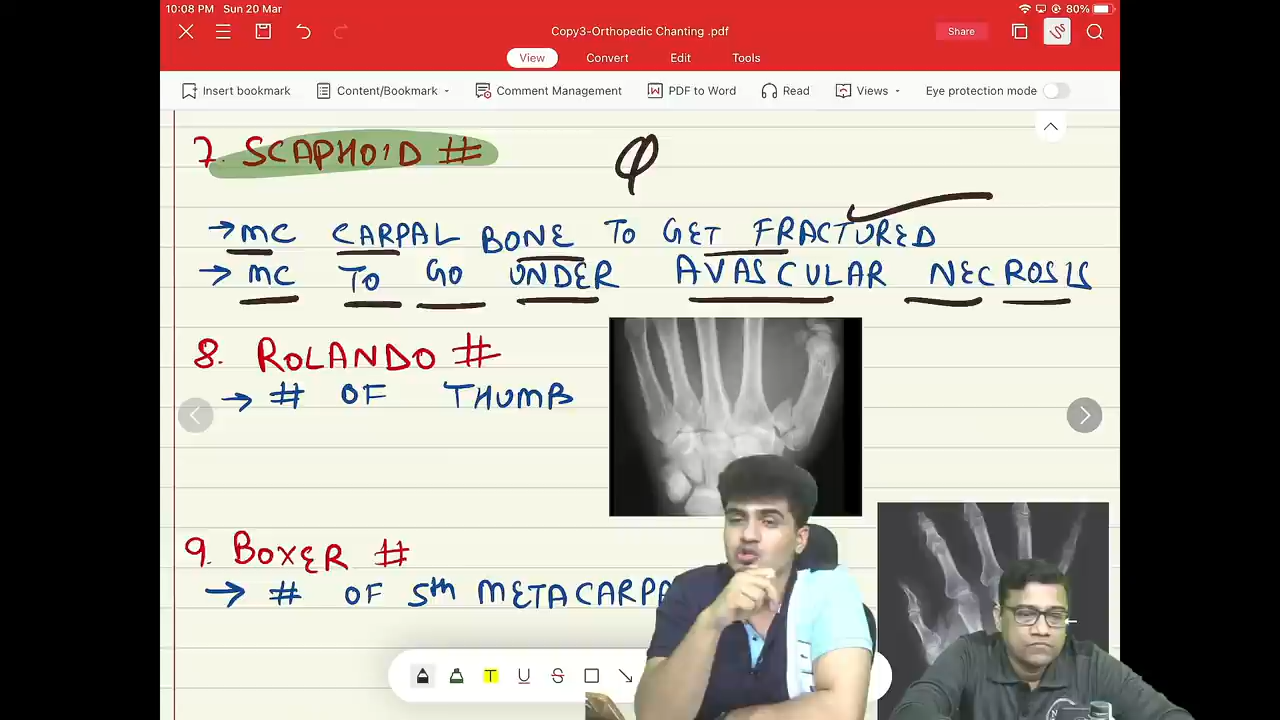 10:08 PM Sun 20 Mar
80%
Copy3-Orthopedic Chanting .pdf
Share
View Convert Edit Tools
Insert bookmark Content/Bookmark Comment Management PDF to Word Read Views Eye protection mode
7. SCAPHOID #
→ MC CARPAL BONE TO GET FRACTURED
→ MC TO GO UNDER AVASCULAR NECROSIS
8. ROLANDO #
→ # OF THUMB
9. BOXER #
→ # OF 5th METACARPA
T U S